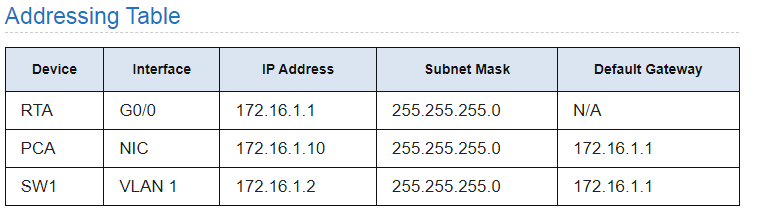 Addressing Table
Device Interface IP Address Subnet Mask Default Gateway
RTA G0/0 172.16.1.1 255.255.255.0 N/A
PCA NIC 172.16.1.10 255.255.255.0 172.16.1.1
SW1 VLAN 1 172.16.1.2 255.255.255.0 172.16.1.1